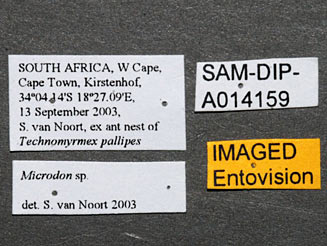 SOUTH AFRICA, W Cape,
Cape Town, Kirstenhof,
34°04.14'S 18°27.09'E,
13 September 2003,
S. van Noort, ex ant nest of
Technomyrmex pallipes
Microdon sp.
det. S. van Noort 2003
SAM-DIP-
A014159
IMAGED
Entovision